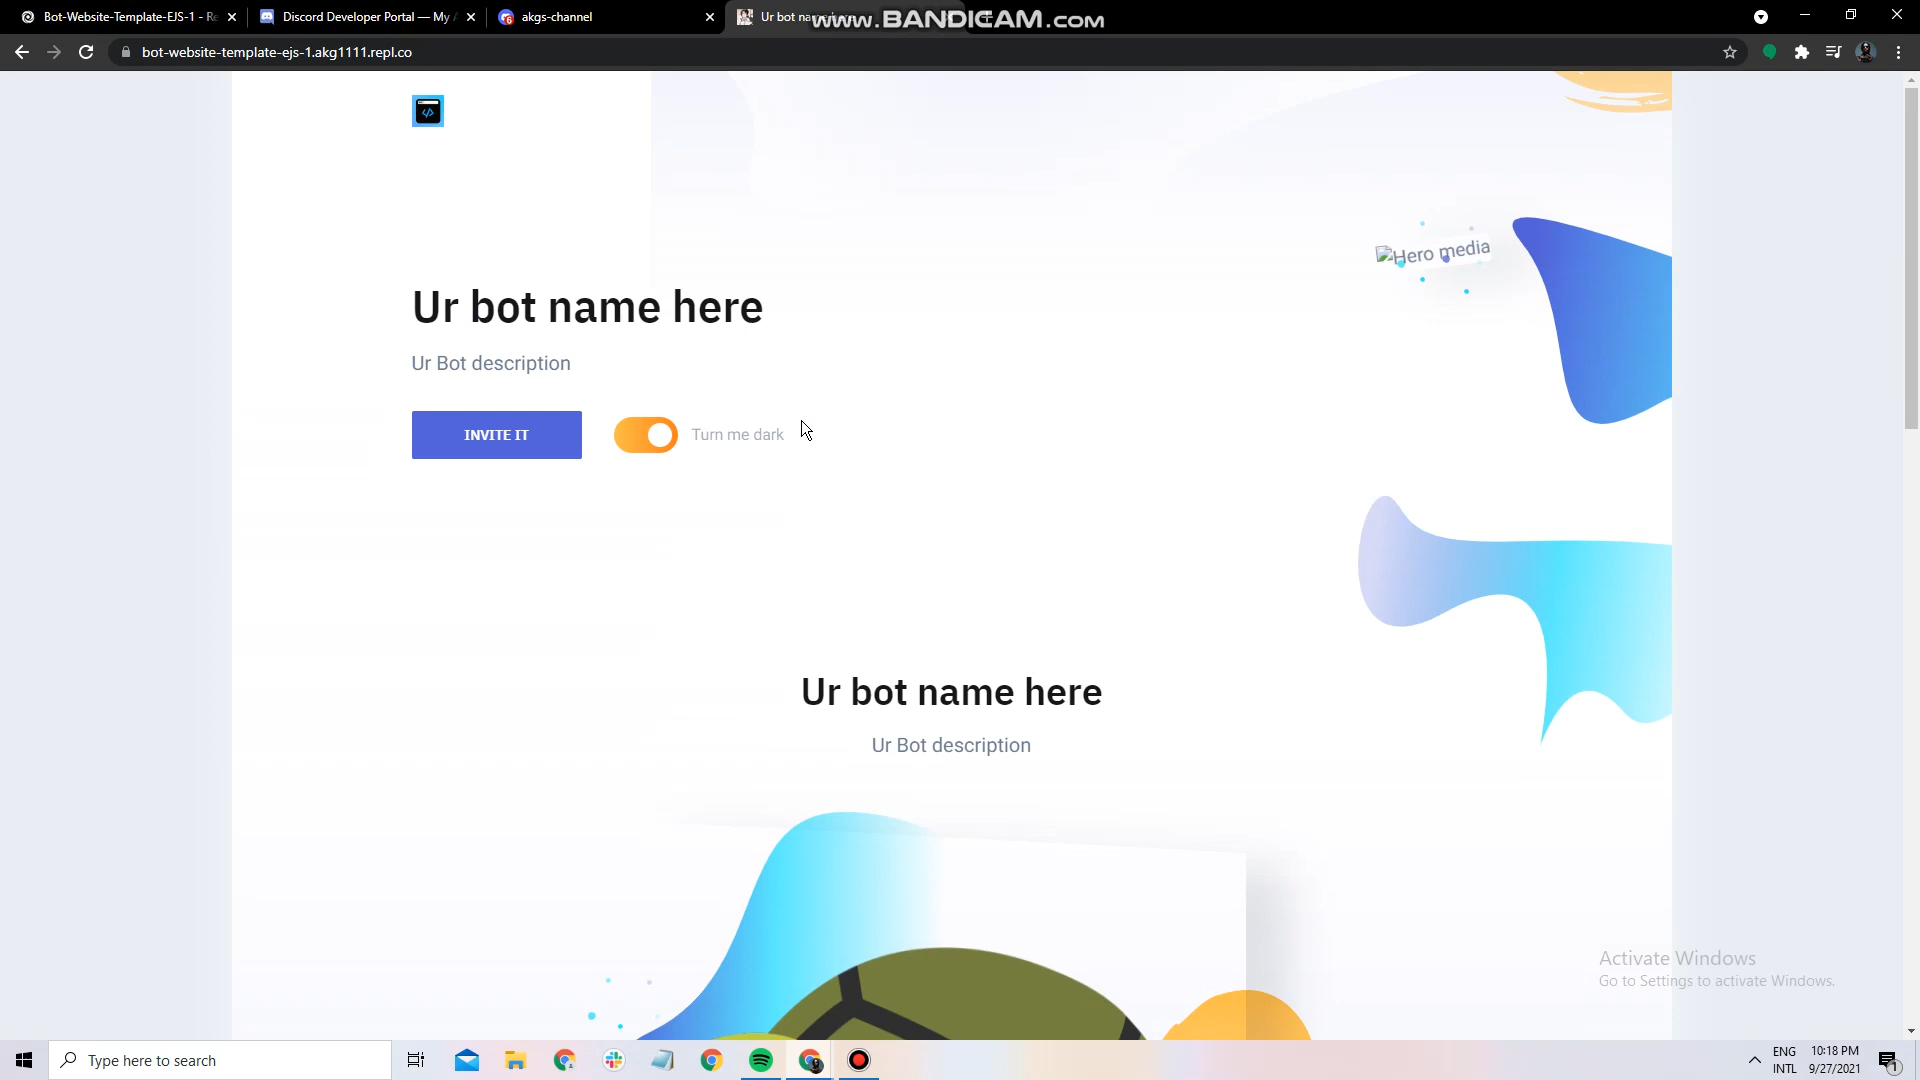 Bot-Website-Template-EJS-1 - Re
Discord Developer Portal — My A
akgs-channel
Ur bot na
www.BANDICAM.com
bot-website-template-ejs-1.akg1111.repl.co
Hero media
Ur bot name here
Ur Bot description
INVITE IT
Turn me dark
Ur bot name here
Ur Bot description
Activate Windows
Go to Settings to activate Windows.
Type here to search
ENG
INTL
10:18 PM
9/27/2021
1